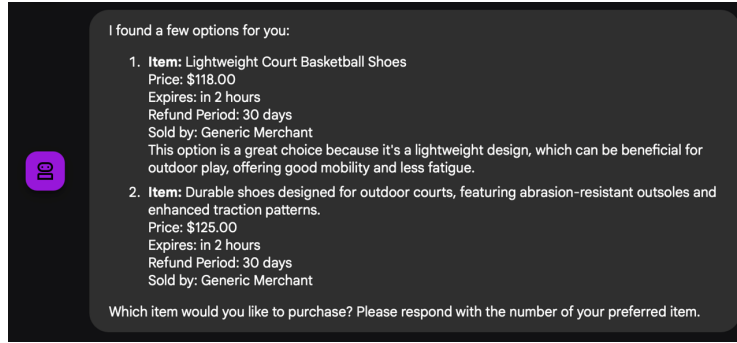 I found a few options for you:
1. Item: Lightweight Court Basketball Shoes
Price: $118.00
Expires: in 2 hours
Refund Period: 30 days
Sold by: Generic Merchant
This option is a great choice because it's a lightweight design, which can be beneficial for
outdoor play, offering good mobility and less fatigue.
2. Item: Durable shoes designed for outdoor courts, featuring abrasion-resistant outsoles and
enhanced traction patterns.
Price: $125.00
Expires: in 2 hours
Refund Period: 30 days
Sold by: Generic Merchant
Which item would you like to purchase? Please respond with the number of your preferred item.